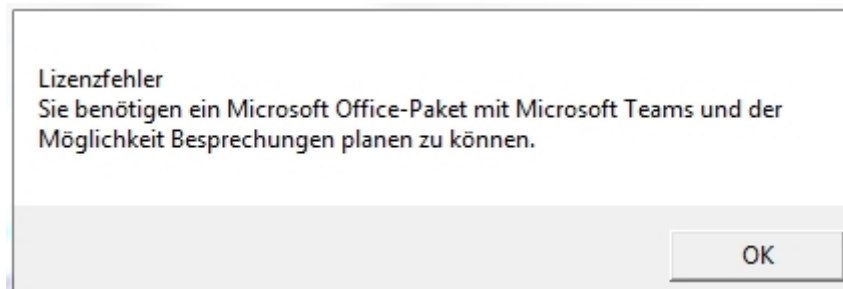 Lizenzfehler
Sie benötigen ein Microsoft Office-Paket mit Microsoft Teams und der
Möglichkeit Besprechungen planen zu können.
OK